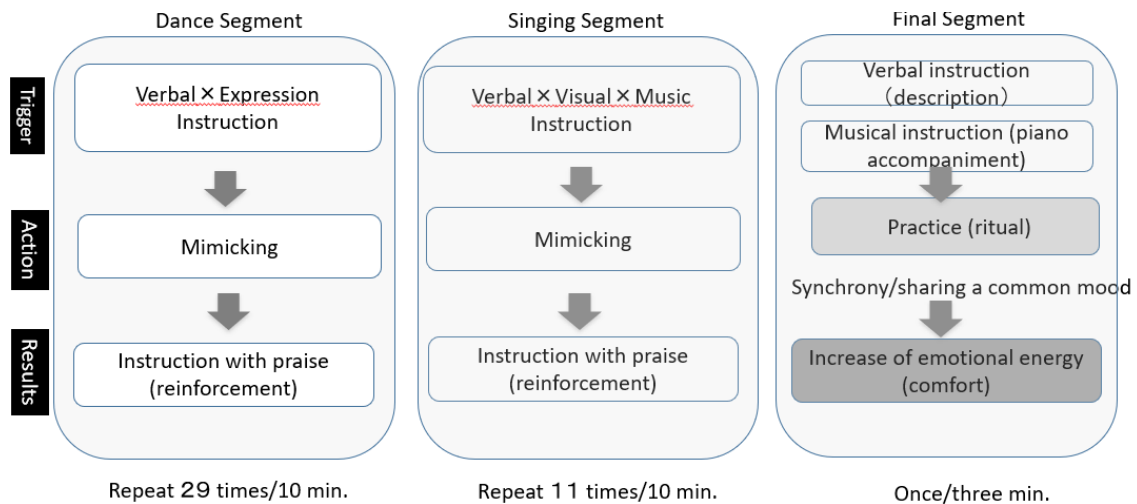 Dance Segment
Singing Segment
Final Segment
Trigger
Verbal×Expression
Instruction
Verbal×Visual×Music
Instruction
Verbal instruction
（description）
Musical instruction (piano
accompaniment)
Action
Mimicking
Mimicking
Practice (ritual)
Synchrony/sharing a common mood
Results
Instruction with praise
(reinforcement)
Instruction with praise
(reinforcement)
Increase of emotional energy
(comfort)
Repeat 29 times/10 min.
Repeat 11 times/10 min.
Once/three min.